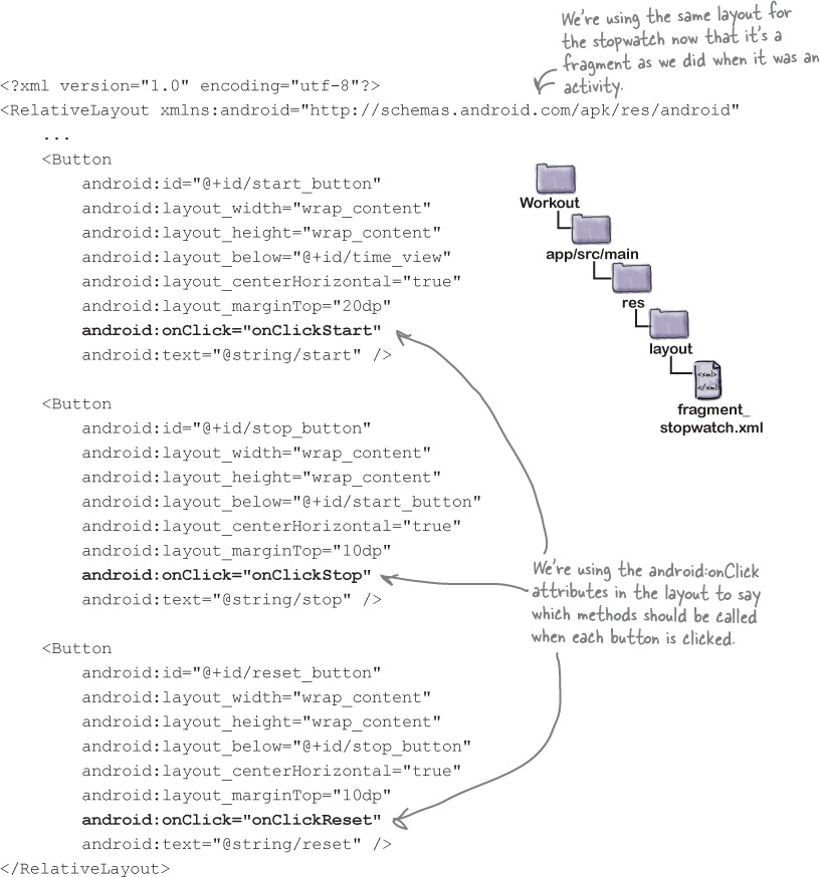 We're using the same layout for
the stopwatch now that it's a
fragment as we did when it was an
activity.
<?xml version="1.0" encoding="utf-8"?>
<RelativeLayout xmlns:android="http://schemas.android.com/apk/res/android"
    ...
    <Button
        android:id="@+id/start_button"
        android:layout_width="wrap_content"
        android:layout_height="wrap_content"
        android:layout_below="@+id/time_view"
        android:layout_centerHorizontal="true"
        android:layout_marginTop="20dp"
        android:onClick="onClickStart"
        android:text="@string/start" />
    <Button
        android:id="@+id/stop_button"
        android:layout_width="wrap_content"
        android:layout_height="wrap_content"
        android:layout_below="@+id/start_button"
        android:layout_centerHorizontal="true"
        android:layout_marginTop="10dp"
        android:onClick="onClickStop"
        android:text="@string/stop" />
    <Button
        android:id="@+id/reset_button"
        android:layout_width="wrap_content"
        android:layout_height="wrap_content"
        android:layout_below="@+id/stop_button"
        android:layout_centerHorizontal="true"
        android:layout_marginTop="10dp"
        android:onClick="onClickReset"
        android:text="@string/reset" />
</RelativeLayout>
Workout
app/src/main
res
layout
<xml>
</xml>
fragment_
stopwatch.xml
We're using the android:onClick
attributes in the layout to say
which methods should be called
when each button is clicked.